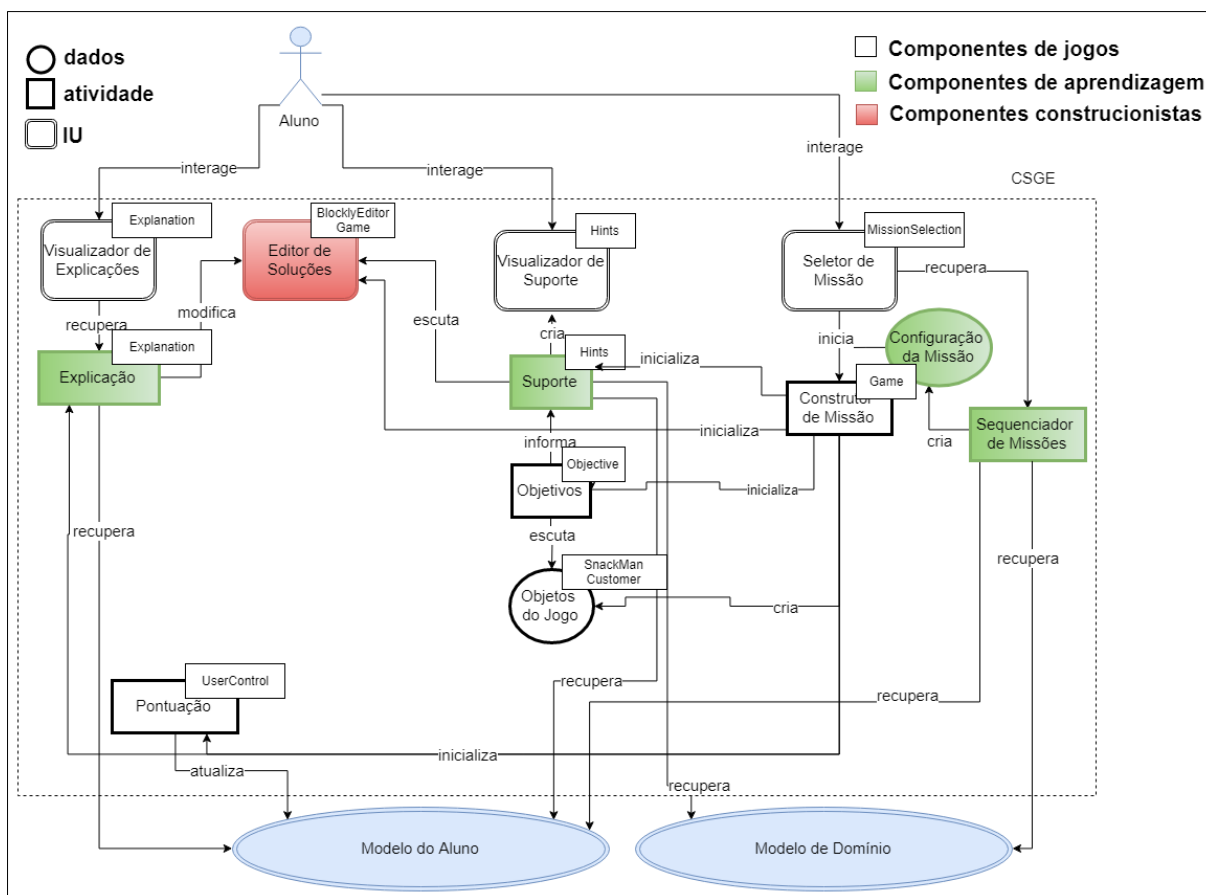 dados
atividade
IU
Aluno
Componentes de jogos
Componentes de aprendizagem
Componentes construcionistas
interage
interage
interage
CSGE
Explanation
Visualizador de
Explicações
BlocklyEditor
Game
Editor de
Soluções
Hints
Visualizador de
Suporte
MissionSelection
Seletor de
Missão
recupera
recupera
modifica
escuta
cria
inicia
Configuração
da Missão
Explanation
Explicação
Hints
Suporte
inicializa
Game
Construtor
de Missão
cria
Sequenciador
de Missões
inicializa
informa
Objective
Objetivos
inicializa
recupera
escuta
recupera
SnackMan
Customer
Objetos
do Jogo
cria
UserControl
Pontuação
recupera
recupera
inicializa
atualiza
recupera
Modelo do Aluno
Modelo de Domínio